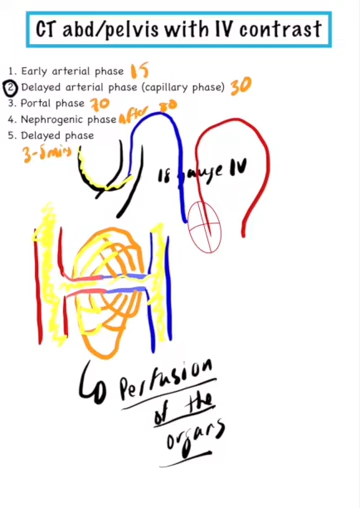 CT abd/pelvis with IV contrast
1. Early arterial phase 15
2. Delayed arterial phase (capillary phase) 30
3. Portal phase 70
4. Nephrogenic phase After 80
5. Delayed phase
3-8 mins
18 gauge IV
Perfusion
of the
organs